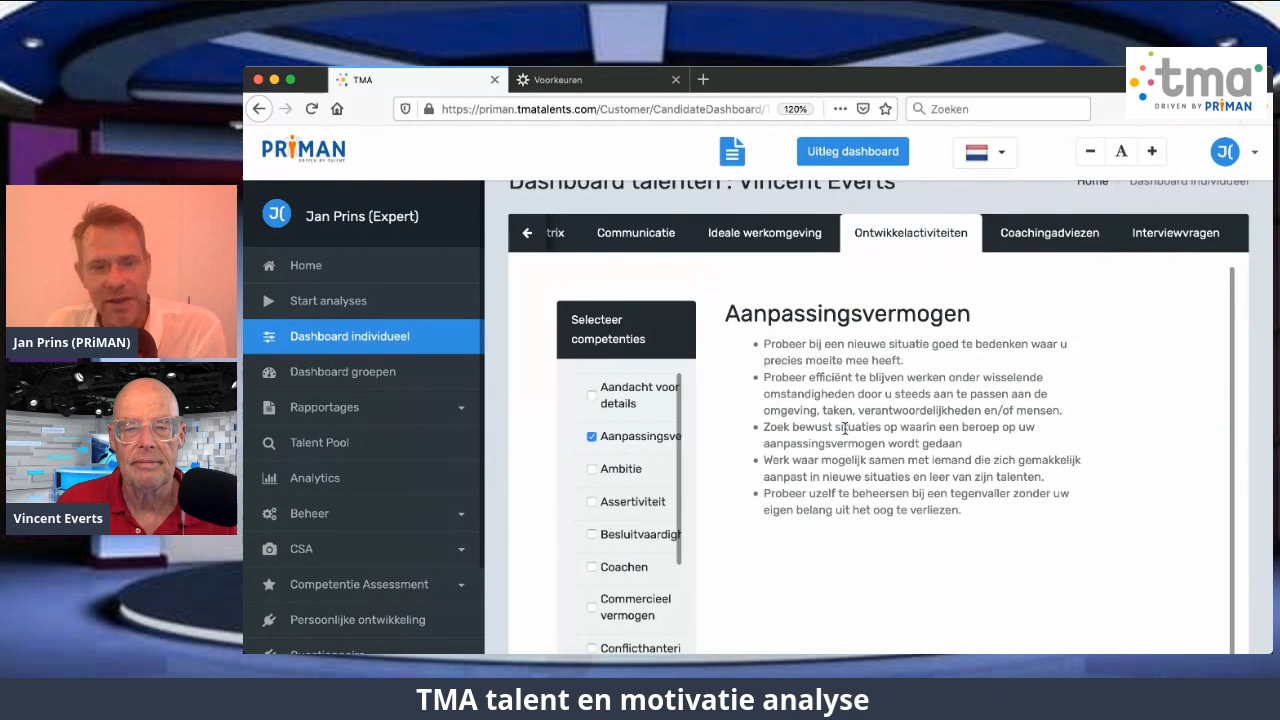 tma
DRIVEN BY PRiMAN
TMA
Voorkeuren
https://priman.tmatalents.com/Customer/CandidateDashboard/
120%
Zoeken
PRiMAN
DRIVEN BY TALENT
Uitleg dashboard
A
J(
Dashboard talenten : Vincent Everts
Home
Dashboard individueel
J(
Jan Prins (Expert)
Home
Start analyses
Dashboard individueel
Dashboard groepen
Rapportages
Talent Pool
Analytics
Beheer
CSA
Competentie Assessment
Persoonlijke ontwikkeling
trix
Communicatie
Ideale werkomgeving
Ontwikkelactiviteiten
Coachingadviezen
Interviewvragen
Selecteer
competenties
Aandacht voor
details
Aanpassingsve
Ambitie
Assertiviteit
Besluitvaardigh
Coachen
Commercieel
vermogen
Conflicthanteri
Aanpassingsvermogen
Probeer bij een nieuwe situatie goed te bedenken waar u
precies moeite mee heeft.
Probeer efficiënt te blijven werken onder wisselende
omstandigheden door u steeds aan te passen aan de
omgeving, taken, verantwoordelijkheden en/of mensen.
Zoek bewust situaties op waarin een beroep op uw
aanpassingsvermogen wordt gedaan
Werk waar mogelijk samen met iemand die zich gemakkelijk
aanpast in nieuwe situaties en leer van zijn talenten.
Probeer uzelf te beheersen bij een tegenvaller zonder uw
eigen belang uit het oog te verliezen.
Jan Prins (PRiMAN)
Vincent Everts
TMA talent en motivatie analyse